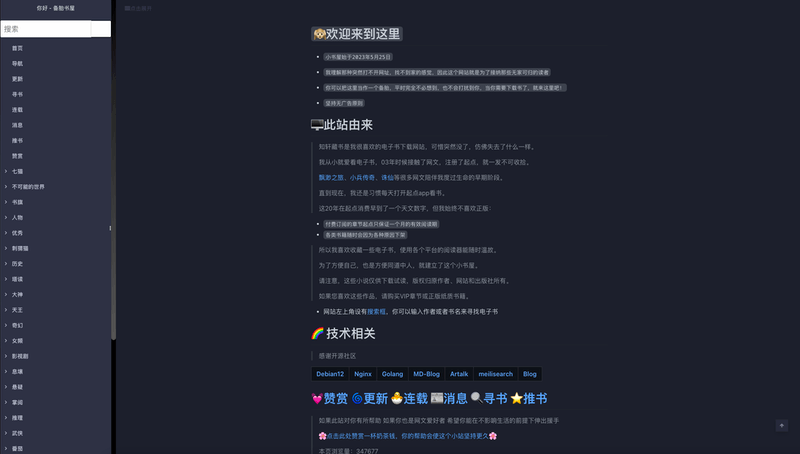 你好 - 备胎书屋
搜索
首页
导航
更新
寻书
连载
消息
推书
赞赏
七猫
不可能的世界
书旗
人物
优秀
刺猬猫
历史
塔读
大神
天王
奇幻
女频
影视剧
息壤
悬疑
掌阅
推理
武侠
番茄
🐵欢迎来到这里
小书屋始于2023年5月25日
我理解那种突然打不开网址，找不到家的感觉，因此这个网站就是为了接纳那些无家可归的读者
你可以把这里当作一个备胎，平时完全不必想到，也不会打扰到你，当你需要下载书了，就来这里吧！
坚持无广告原则
🖥️此站由来
知轩藏书是我很喜欢的电子书下载网站，可惜突然没了，仿佛失去了什么一样。
我从小就爱看电子书，03年时候接触了网文，注册了起点，就一发不可收拾。
飘邈之旅、小兵传奇、诛仙等很多网文陪伴我度过生命的早期阶段。
直到现在，我还是习惯每天打开起点app看书。
这20年在起点消费早到了一个天文数字，但我始终不喜欢正版：
付费订阅的章节起点只保证一个月的有效阅读期
各类书籍随时会因为各种原因下架
所以我喜欢收藏一些电子书，使用各个平台的阅读器能随时温故。
为了方便自己，也是方便同道中人，就建立了这个小书屋。
请注意，这些小说仅供下载试读，版权归原作者、网站和出版社所有。
如果您喜欢这些作品，请购买VIP章节或正版纸质书籍。
网站左上角设有搜索框，你可以输入作者或者书名来寻找电子书
🌈 技术相关
感谢开源社区
Debian12 Nginx Golang MD-Blog Artalk meilisearch Blog
💓赞赏 🌀更新 🐣连载 📰消息 🔍寻书 ⭐推书
如果此站对你有所帮助 如果你也是网文爱好者 希望你能在不影响生活的前提下伸出援手
🌸点击此处赞赏一杯奶茶钱，你的帮助会使这个小站坚持更久🌸
本页浏览量：347677